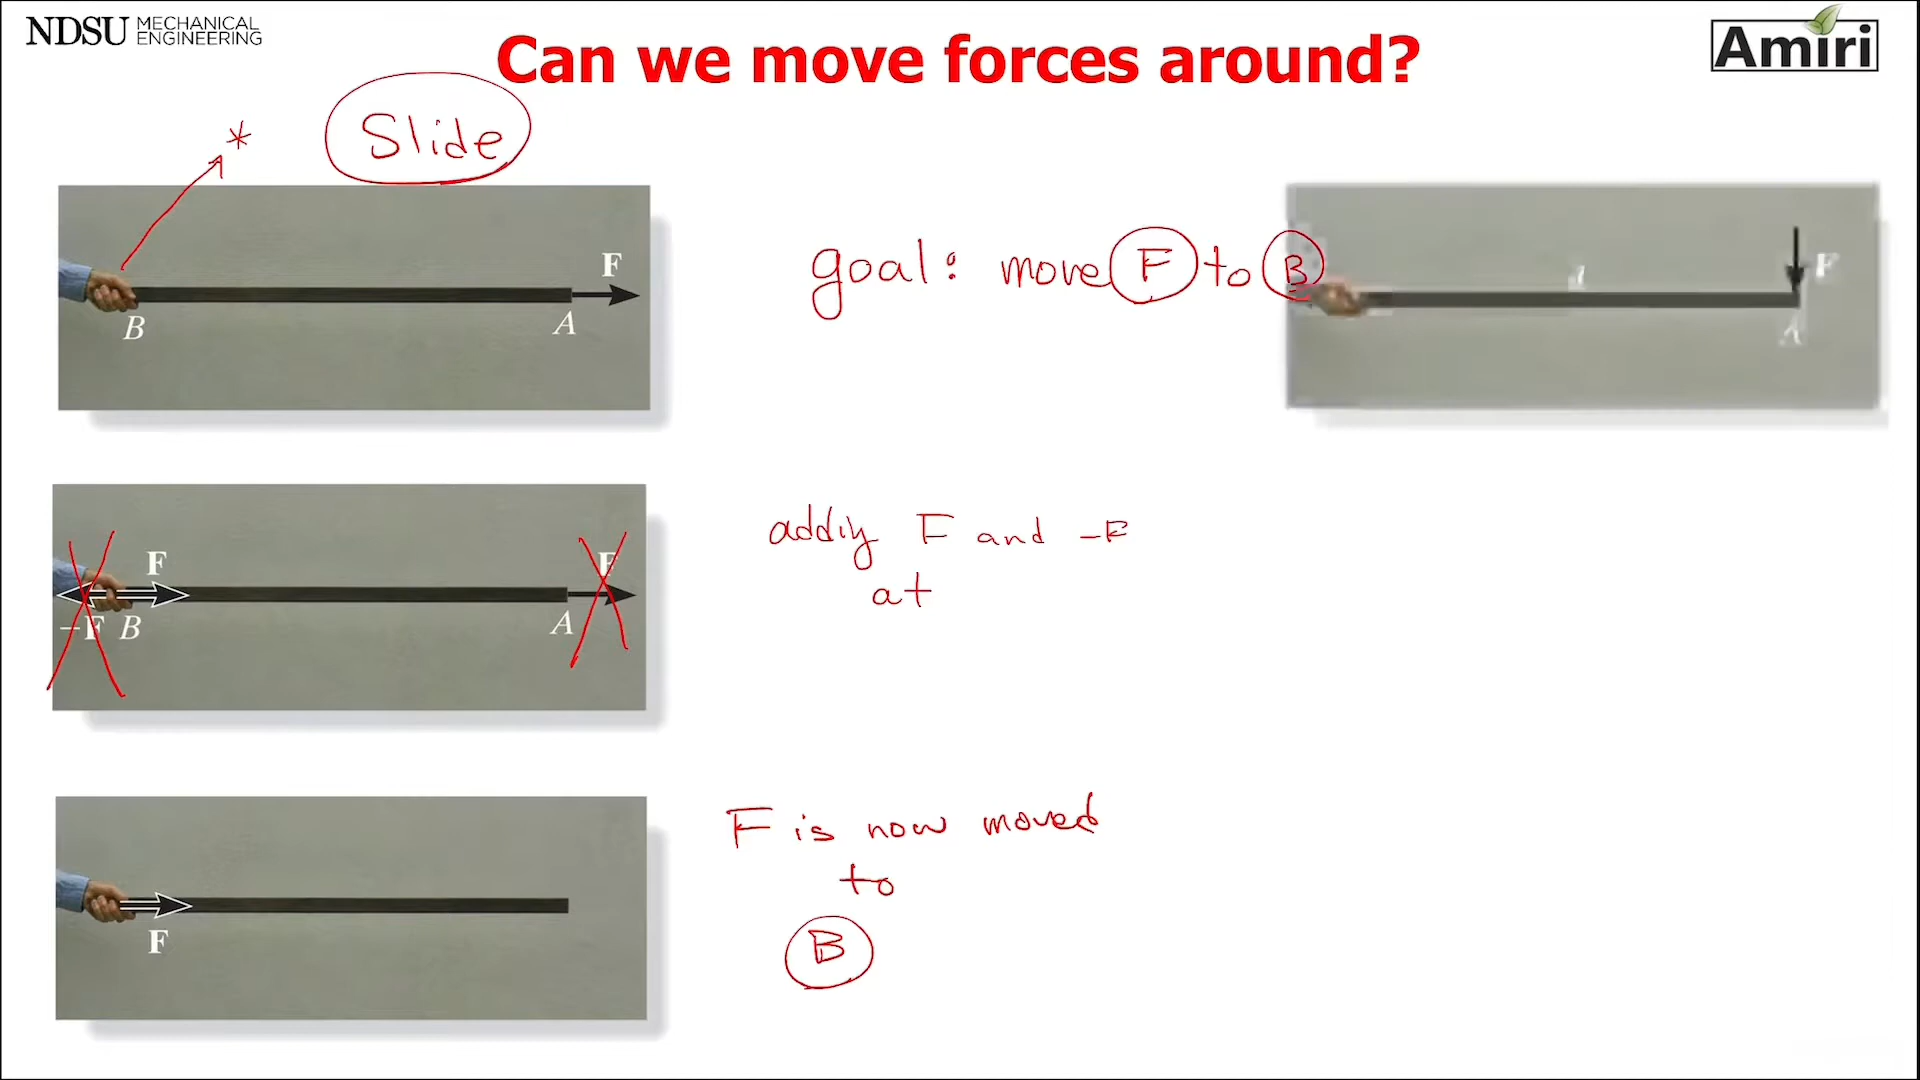 NDSU MECHANICAL
ENGINEERING
Can we move forces around?
Amiri
*
Slide
F
B
A
goal: move F to B
F
A
F
F
-F B
A
adding F and -F
at
F
F is now moved
to
B